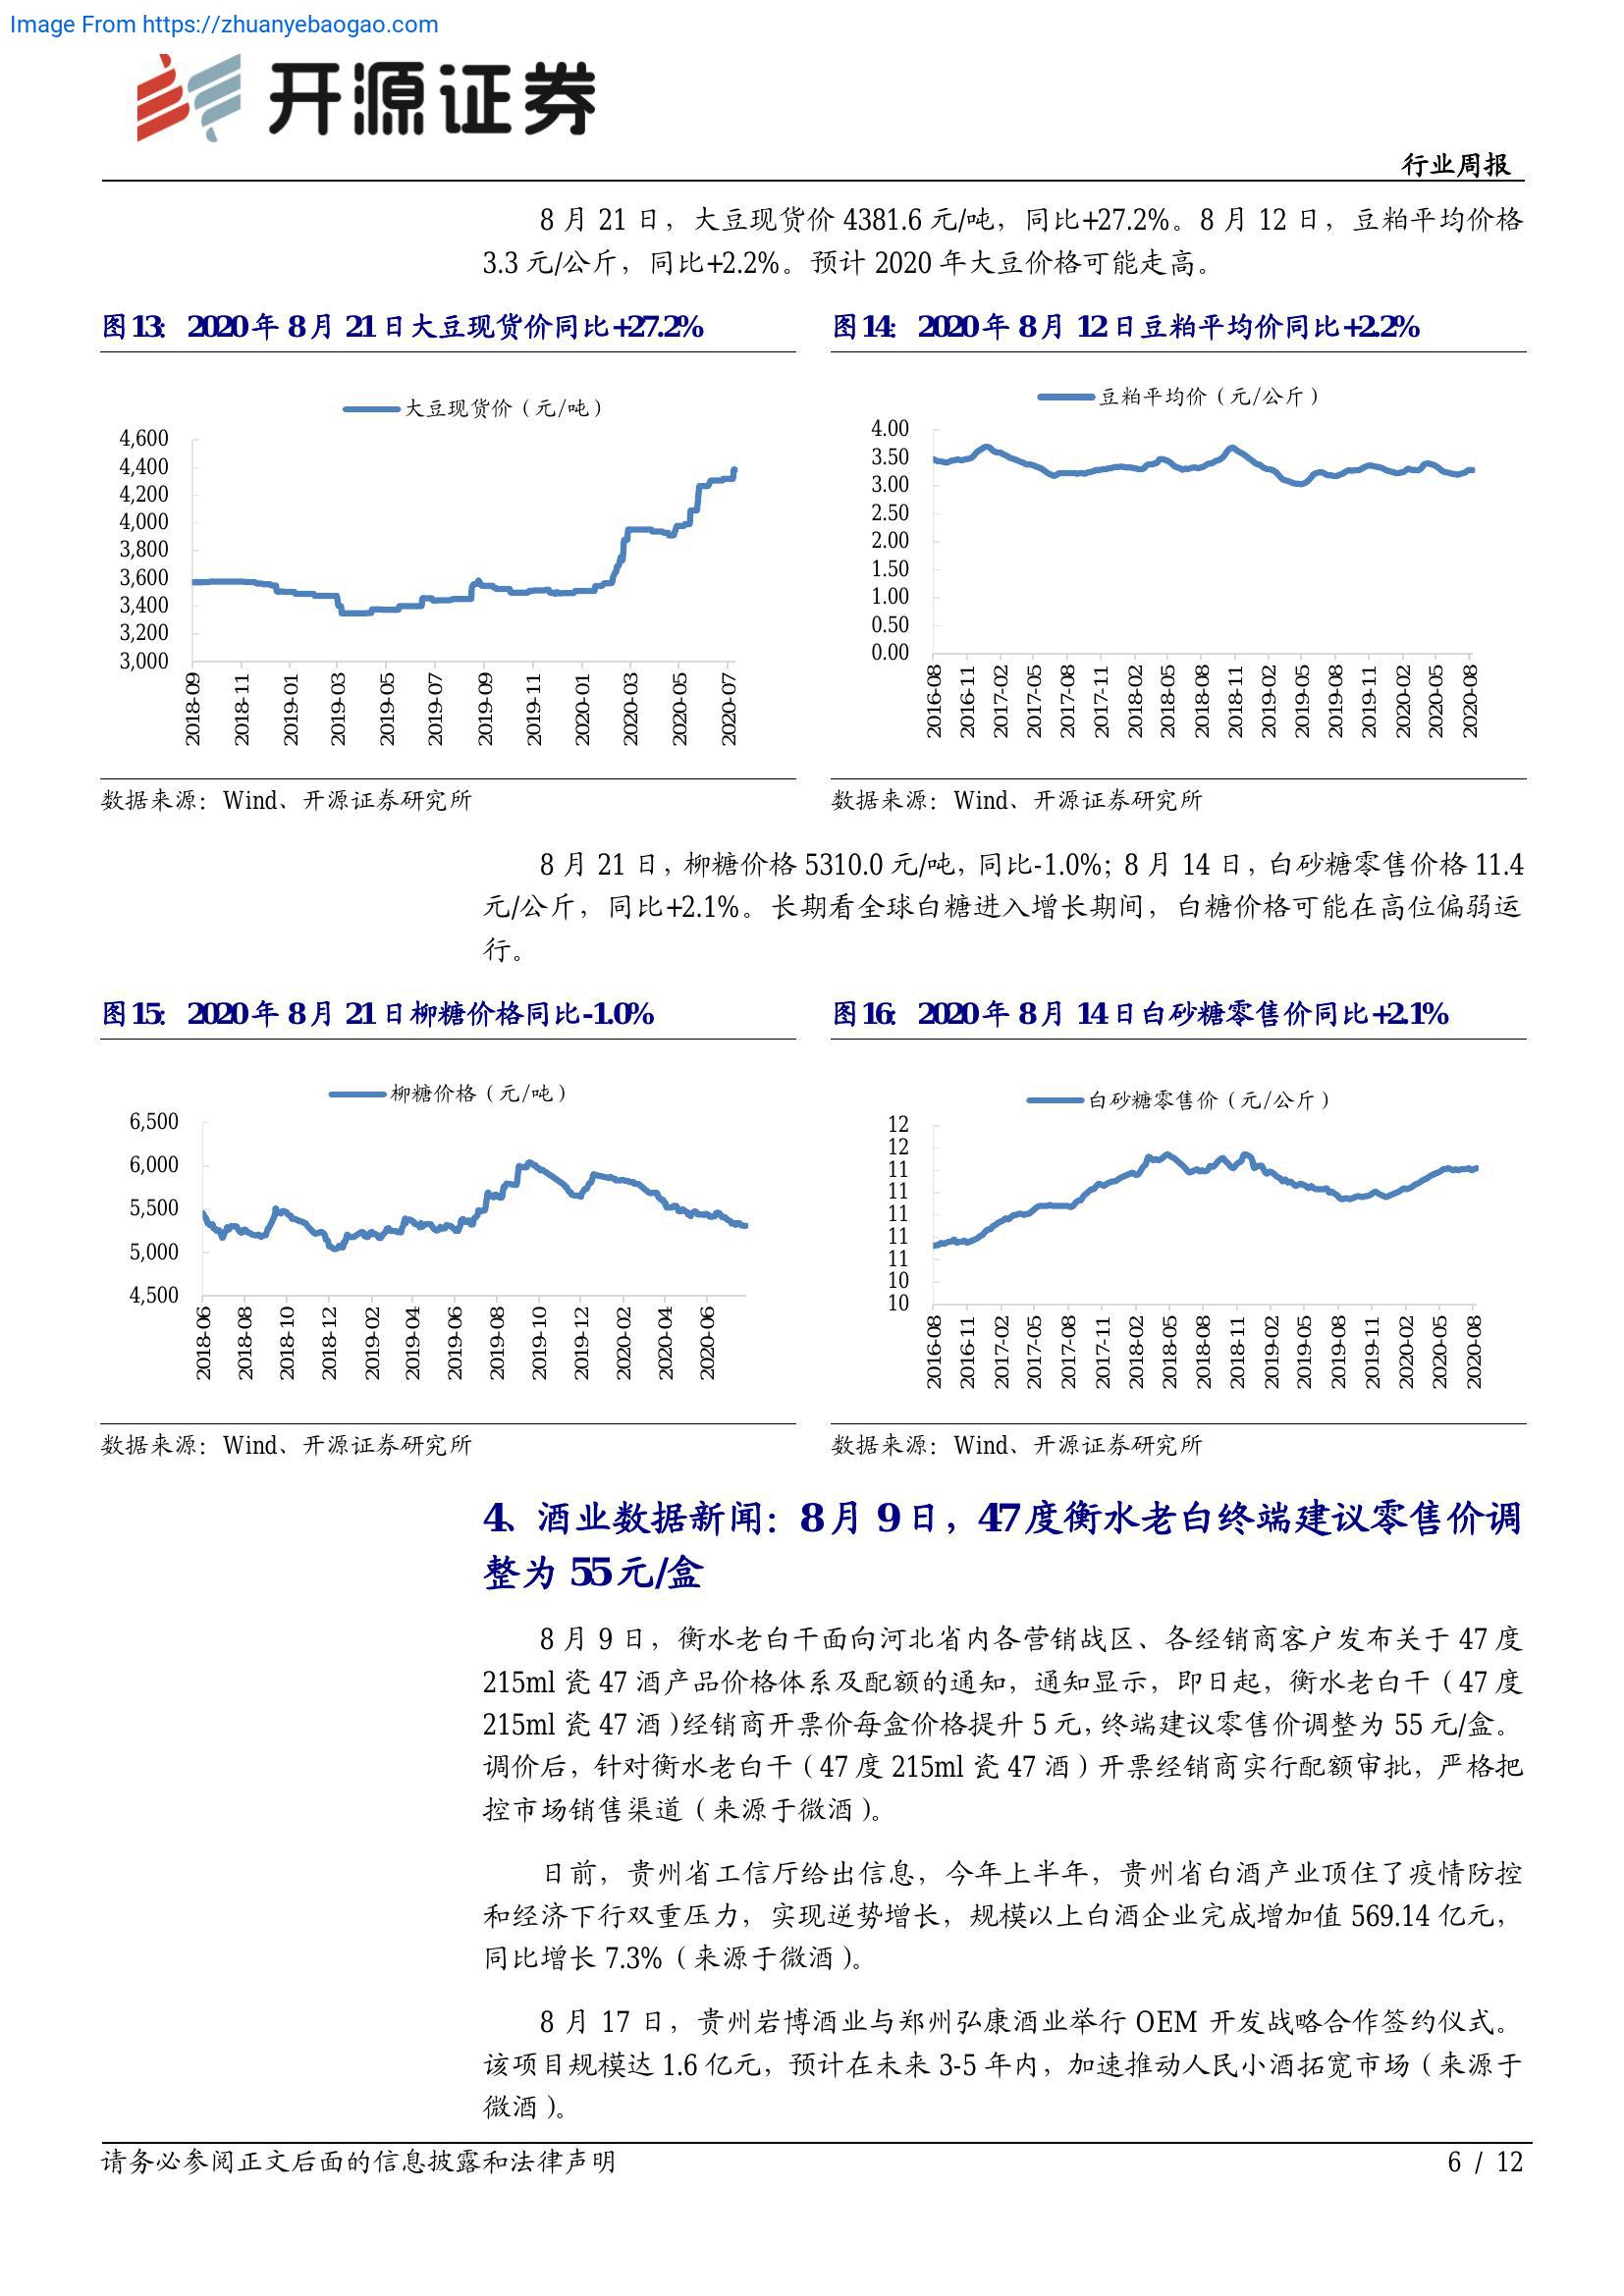 Image From https://zhuanyebaogao.com
开源证券
行业周报
8 月 21 日，大豆现货价 4381.6 元/吨，同比+27.2%。8 月 12 日，豆粕平均价格
3.3 元/公斤，同比+2.2%。预计 2020 年大豆价格可能走高。
图13： 2020 年 8 月 21 日大豆现货价同比+27.2%
大豆现货价（元/吨）
4,600
4,400
4,200
4,000
3,800
3,600
3,400
3,200
3,000
2018-09
2018-11
2019-01
2019-03
2019-05
2019-07
2019-09
2019-11
2020-01
2020-03
2020-05
2020-07
数据来源：Wind、开源证券研究所
图14： 2020 年 8 月 12 日豆粕平均价同比+2.2%
豆粕平均价（元/公斤）
4.00
3.50
3.00
2.50
2.00
1.50
1.00
0.50
0.00
2016-08
2016-11
2017-02
2017-05
2017-08
2017-11
2018-02
2018-05
2018-08
2018-11
2019-02
2019-05
2019-08
2019-11
2020-02
2020-05
2020-08
数据来源：Wind、开源证券研究所
8 月 21 日，柳糖价格 5310.0 元/吨，同比-1.0%；8 月 14 日，白砂糖零售价格 11.4
元/公斤，同比+2.1%。长期看全球白糖进入增长期间，白糖价格可能在高位偏弱运
行。
图15： 2020 年 8 月 21 日柳糖价格同比-1.0%
柳糖价格（元/吨）
6,500
6,000
5,500
5,000
4,500
2018-06
2018-08
2018-10
2018-12
2019-02
2019-04
2019-06
2019-08
2019-10
2019-12
2020-02
2020-04
2020-06
数据来源：Wind、开源证券研究所
图16： 2020 年 8 月 14 日白砂糖零售价同比+2.1%
白砂糖零售价（元/公斤）
12
12
11
11
11
11
11
10
10
2016-08
2016-11
2017-02
2017-05
2017-08
2017-11
2018-02
2018-05
2018-08
2018-11
2019-02
2019-05
2019-08
2019-11
2020-02
2020-05
2020-08
数据来源：Wind、开源证券研究所
4、酒业数据新闻：8 月 9 日，47 度衡水老白终端建议零售价调
整为 55 元/盒
8 月 9 日，衡水老白干面向河北省内各营销战区、各经销商客户发布关于 47 度
215ml 瓷 47 酒产品价格体系及配额的通知，通知显示，即日起，衡水老白干（47 度
215ml 瓷 47 酒）经销商开票价每盒价格提升 5 元，终端建议零售价调整为 55 元/盒。
调价后，针对衡水老白干（47 度 215ml 瓷 47 酒）开票经销商实行配额审批，严格把
控市场销售渠道（来源于微酒）。
日前，贵州省工信厅给出信息，今年上半年，贵州省白酒产业顶住了疫情防控
和经济下行双重压力，实现逆势增长，规模以上白酒企业完成增加值 569.14 亿元，
同比增长 7.3%（来源于微酒）。
8 月 17 日，贵州岩博酒业与郑州弘康酒业举行 OEM 开发战略合作签约仪式。
该项目规模达 1.6 亿元，预计在未来 3-5 年内，加速推动人民小酒拓宽市场（来源于
微酒）。
请务必参阅正文后面的信息披露和法律声明
6 / 12